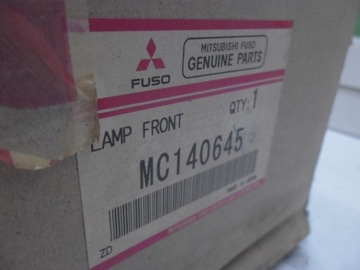 FUSO
MITSUBISHI FUSO
GENUINE PARTS
LAMP FRONT
QTY:1
MC140645
ZD